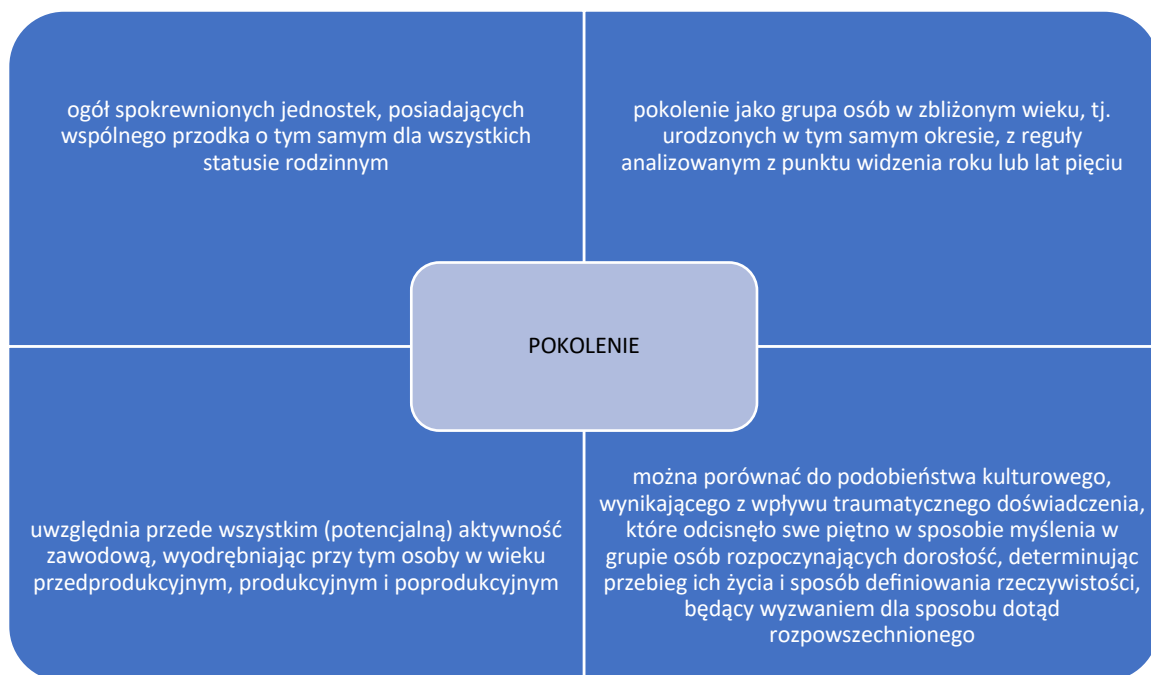 ogół spokrewnionych jednostek, posiadających
wspólnego przodka o tym samym dla wszystkich
statusie rodzinnym
pokolenie jako grupa osób w zbliżonym wieku, tj.
urodzonych w tym samym okresie, z reguły
analizowanym z punktu widzenia roku lub lat pięciu
POKOLENIE
uwzględnia przede wszystkim (potencjalną) aktywność
zawodową, wyodrębniając przy tym osoby w wieku
przedprodukcyjnym, produkcyjnym i poprodukcyjnym
można porównać do podobieństwa kulturowego,
wynikającego z wpływu traumatycznego doświadczenia,
które odcisnęło swe piętno w sposobie myślenia w
grupie osób rozpoczynających dorosłość, determinując
przebieg ich życia i sposób definiowania rzeczywistości,
będący wyzwaniem dla sposobu dotąd
rozpowszechnionego